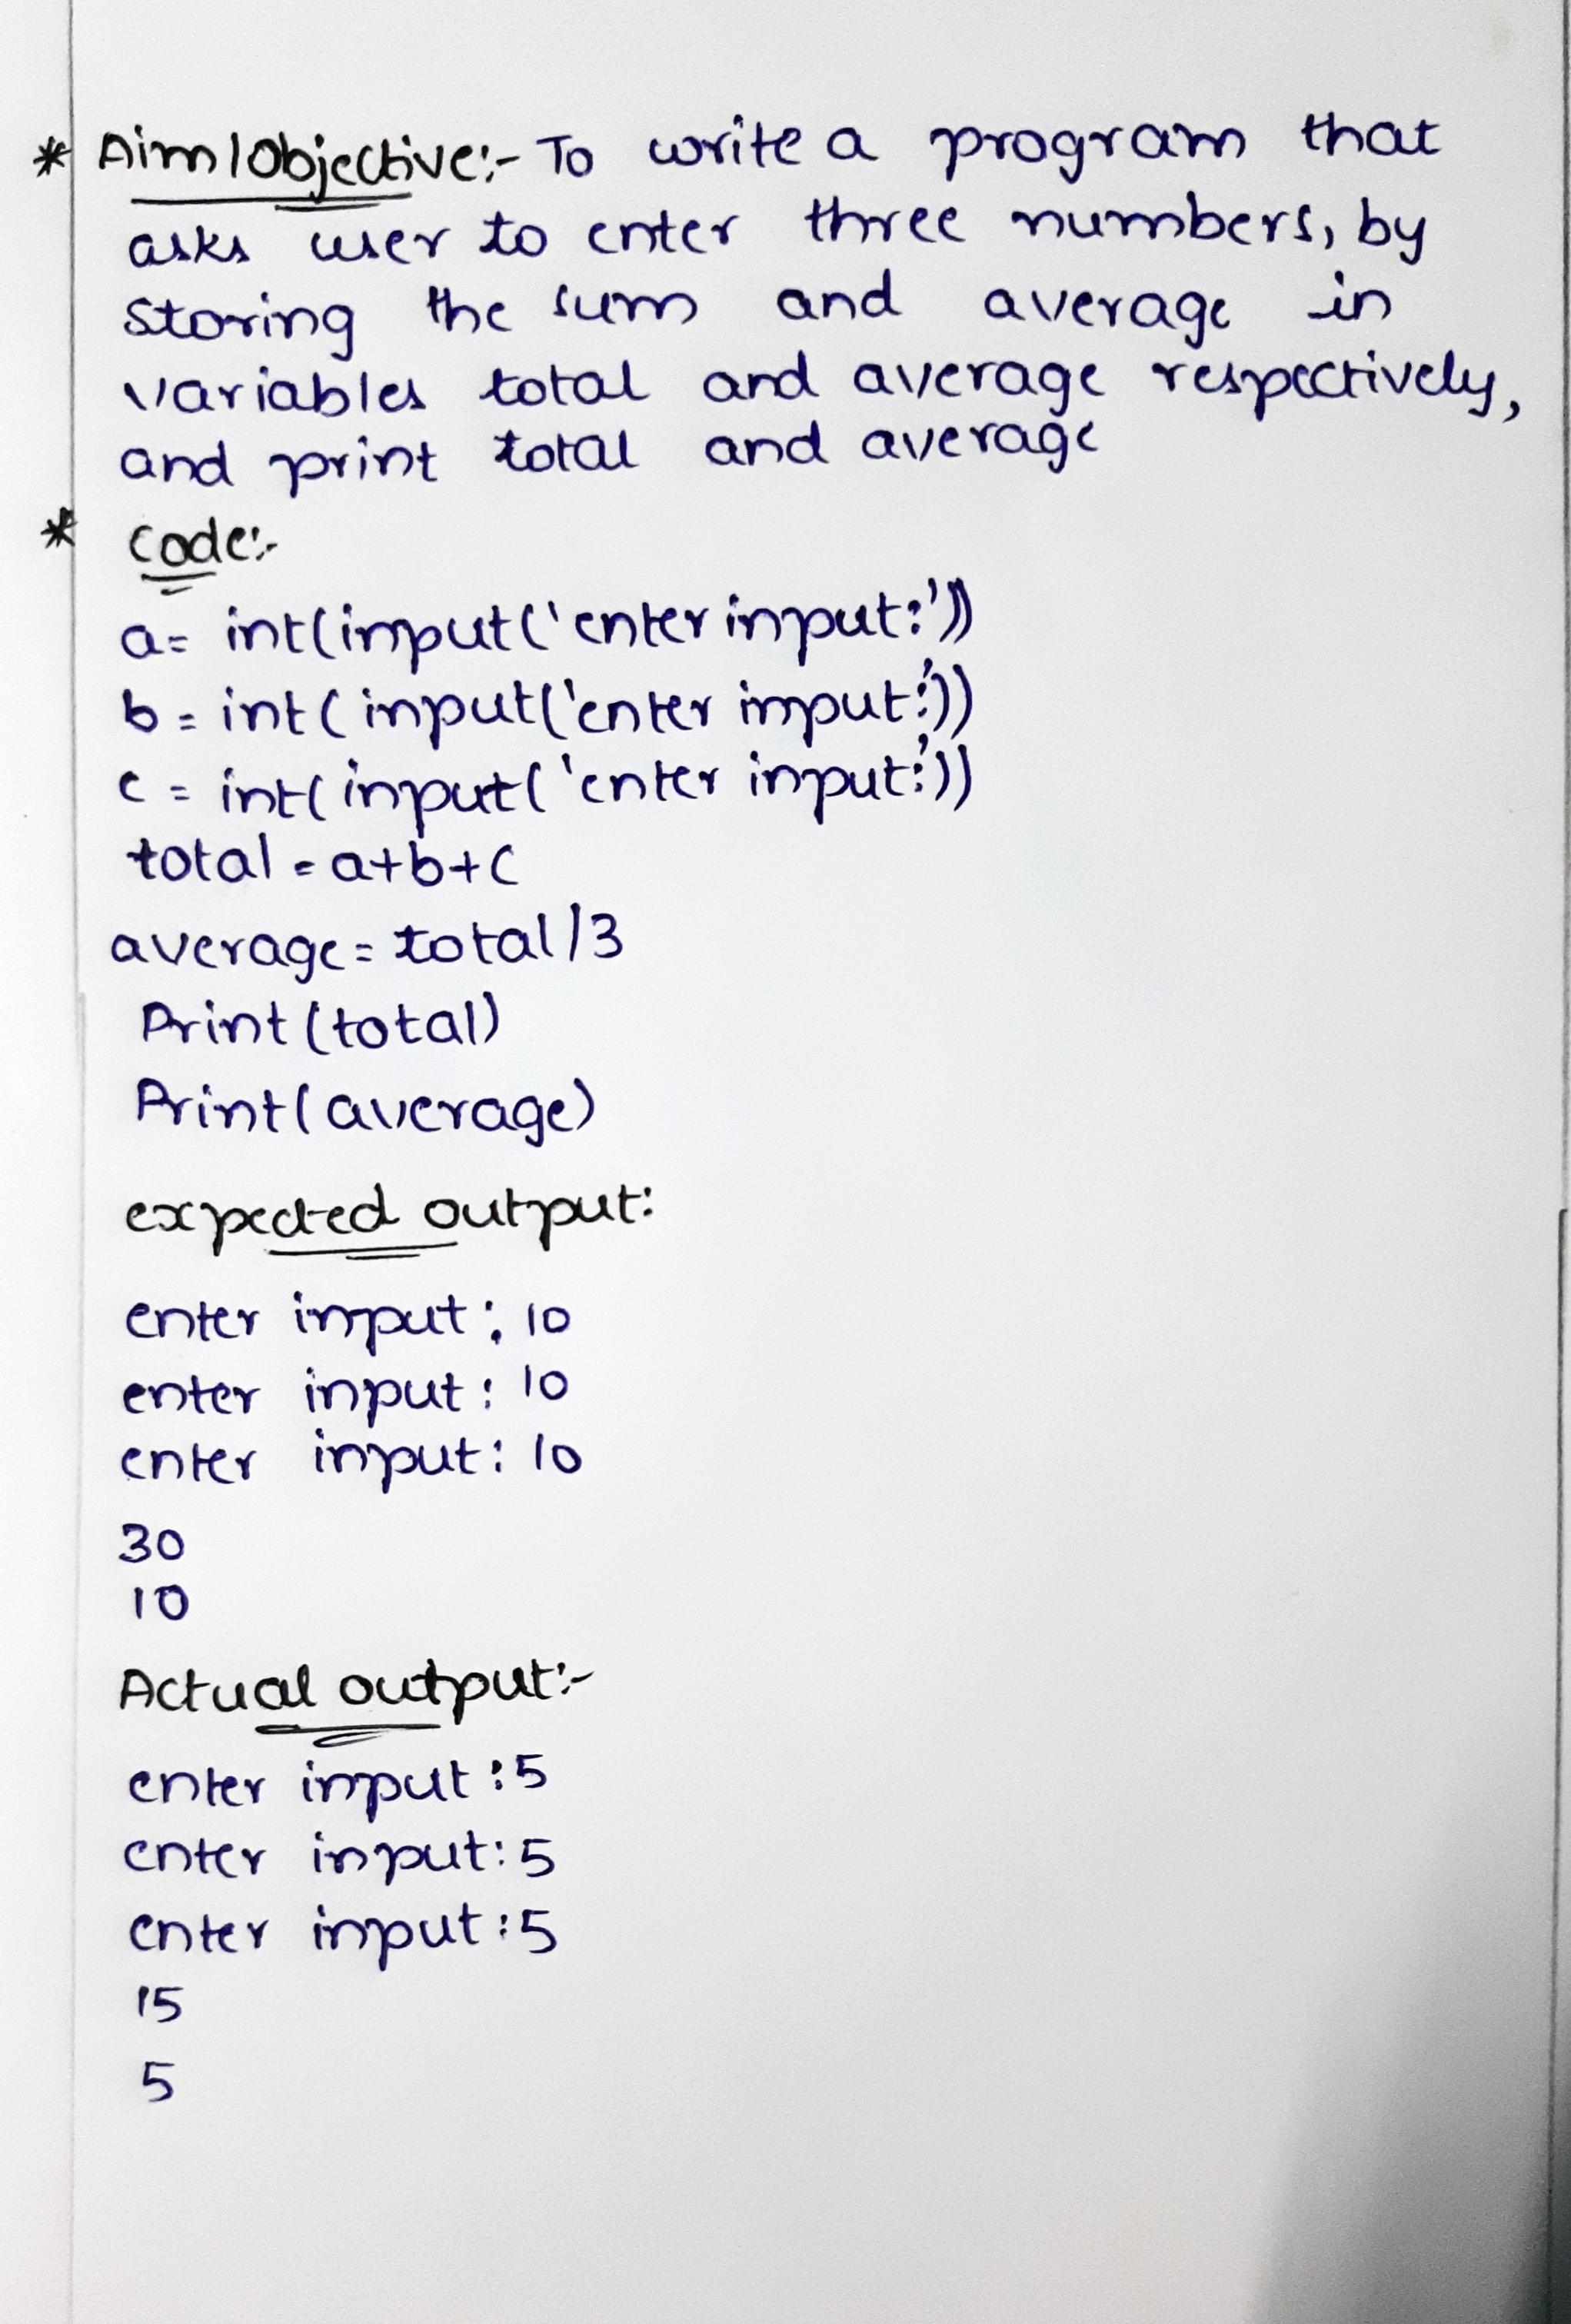 * Aim/Objective:- To write a program that
asks user to enter three numbers, by
storing the sum and average in
variables total and average respectively,
and print total and average
* Code:-
a= int(input('enter input:'))
b = int(input('enter input:'))
c = int(input('enter input:'))
total = a+b+c
average = total/3
Print(total)
Print(average)
expected output:
enter input: 10
enter input: 10
enter input: 10
30
10
Actual output:-
enter input:5
enter input:5
enter input:5
15
5